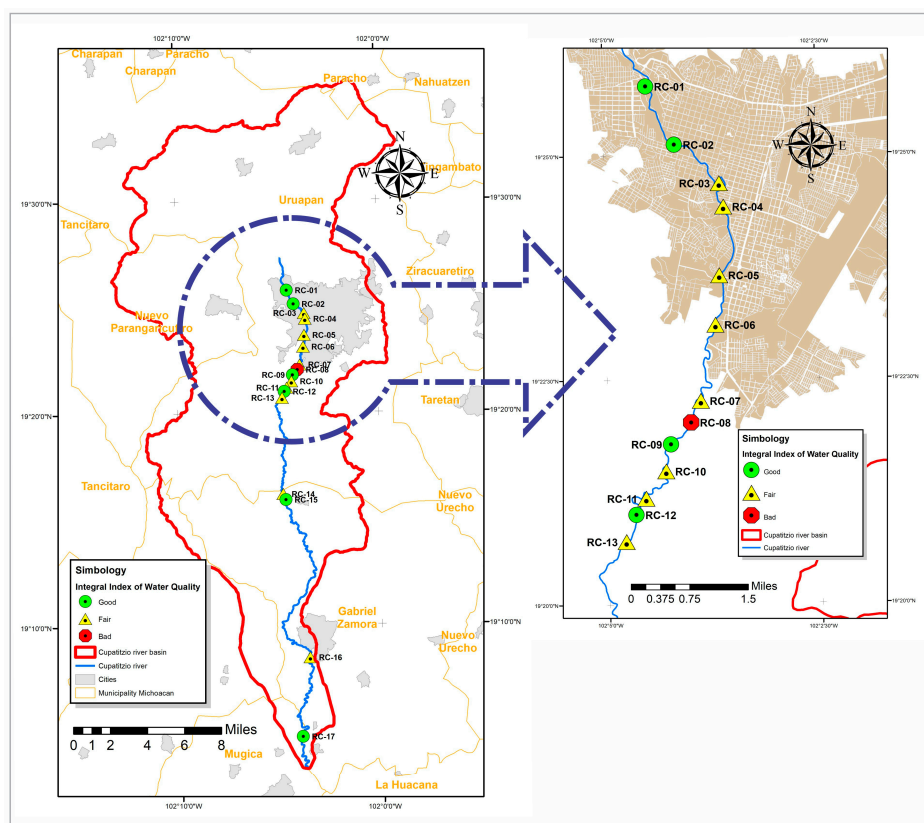 102°10'0"W
102°0'0"W
Charapan
Paracho
Charapan
Paracho
Nahuatzen
N
W
E
S
Uruapan
19°30'0"N
19°30'0"N
Tancitaro
Ziracuaretiro
RC-01
RC-02
RC-03
RC-04
Nuevo
Parangancutiro
RC-05
RC-06
RC-07
RC-08
RC-09
RC-10
RC-11
RC-12
RC-13
Taretan
19°20'0"N
19°20'0"N
Tancitaro
RC-14
RC-15
Nuevo
Urecho
Simbology
Integral Index of Water Quality
Good
Fair
Bad
Cupatitzio river basin
Cupatitzio river
Cities
Municipality Michoacan
Gabriel
Zamora
19°10'0"N
19°10'0"N
Nuevo
Urecho
RC-16
RC-17
Miles
0 1 2 4 6 8
Mugica
La Huacana
102°10'0"W
102°0'0"W
102°5'0"W
102°2'30"W
RC-01
RC-02
N
W
E
S
19°25'0"N
19°25'0"N
RC-03
RC-04
RC-05
RC-06
19°22'30"N
19°22'30"N
RC-07
RC-08
RC-09
RC-10
RC-11
RC-12
RC-13
Simbology
Integral Index of Water Quality
Good
Fair
Bad
Cupatitzio river basin
Cupatitzio river
Miles
0 0.375 0.75 1.5
19°20'0"N
19°20'0"N
102°5'0"W
102°2'30"W